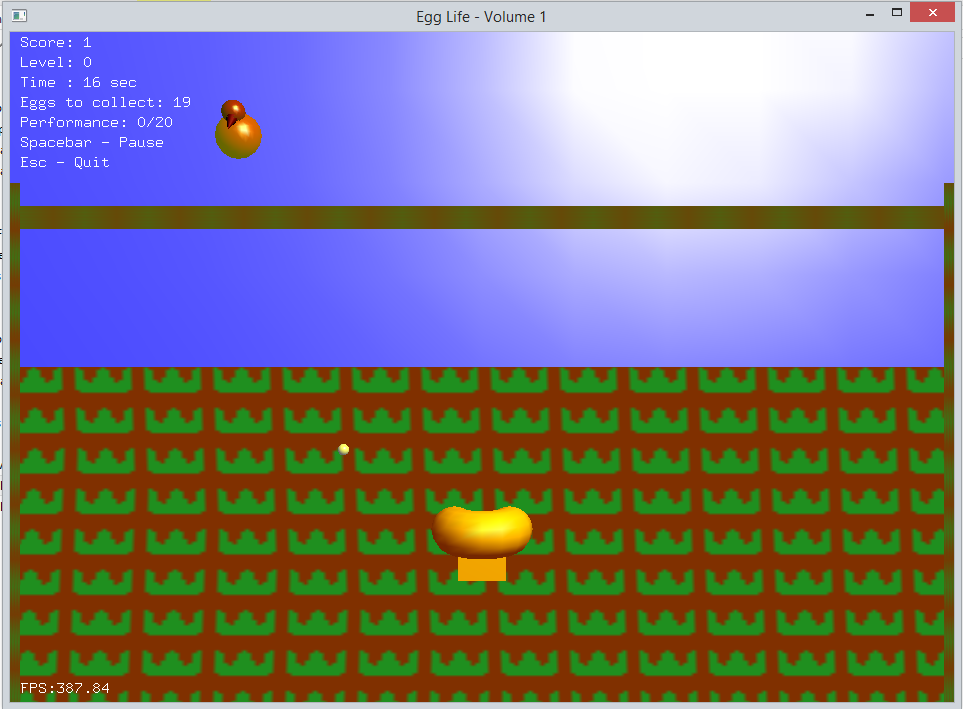 Egg Life - Volume 1
Score: 1
Level: 0
Time : 16 sec
Eggs to collect: 19
Performance: 0/20
Spacebar - Pause
Esc - Quit
FPS:387.84